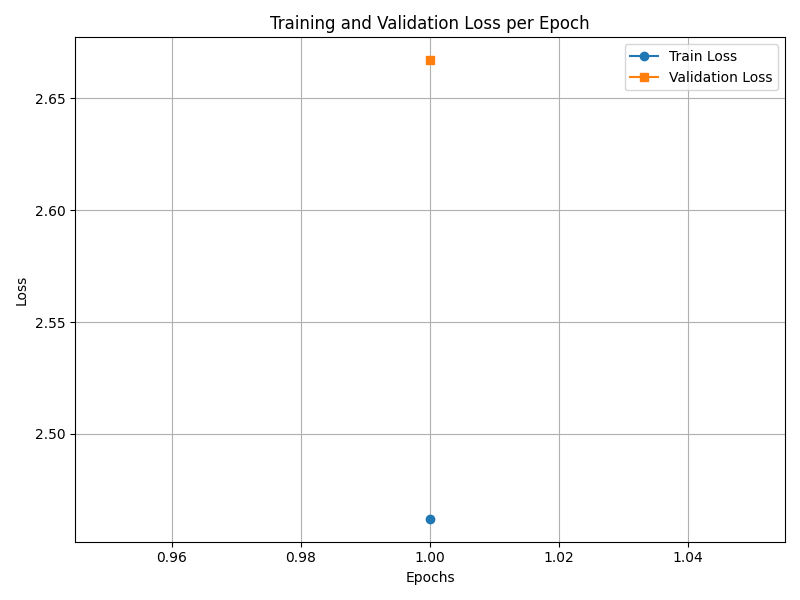 Training and Validation Loss per Epoch
Train Loss
Validation Loss
2.65
2.60
2.55
2.50
Loss
0.96
0.98
1.00
1.02
1.04
Epochs